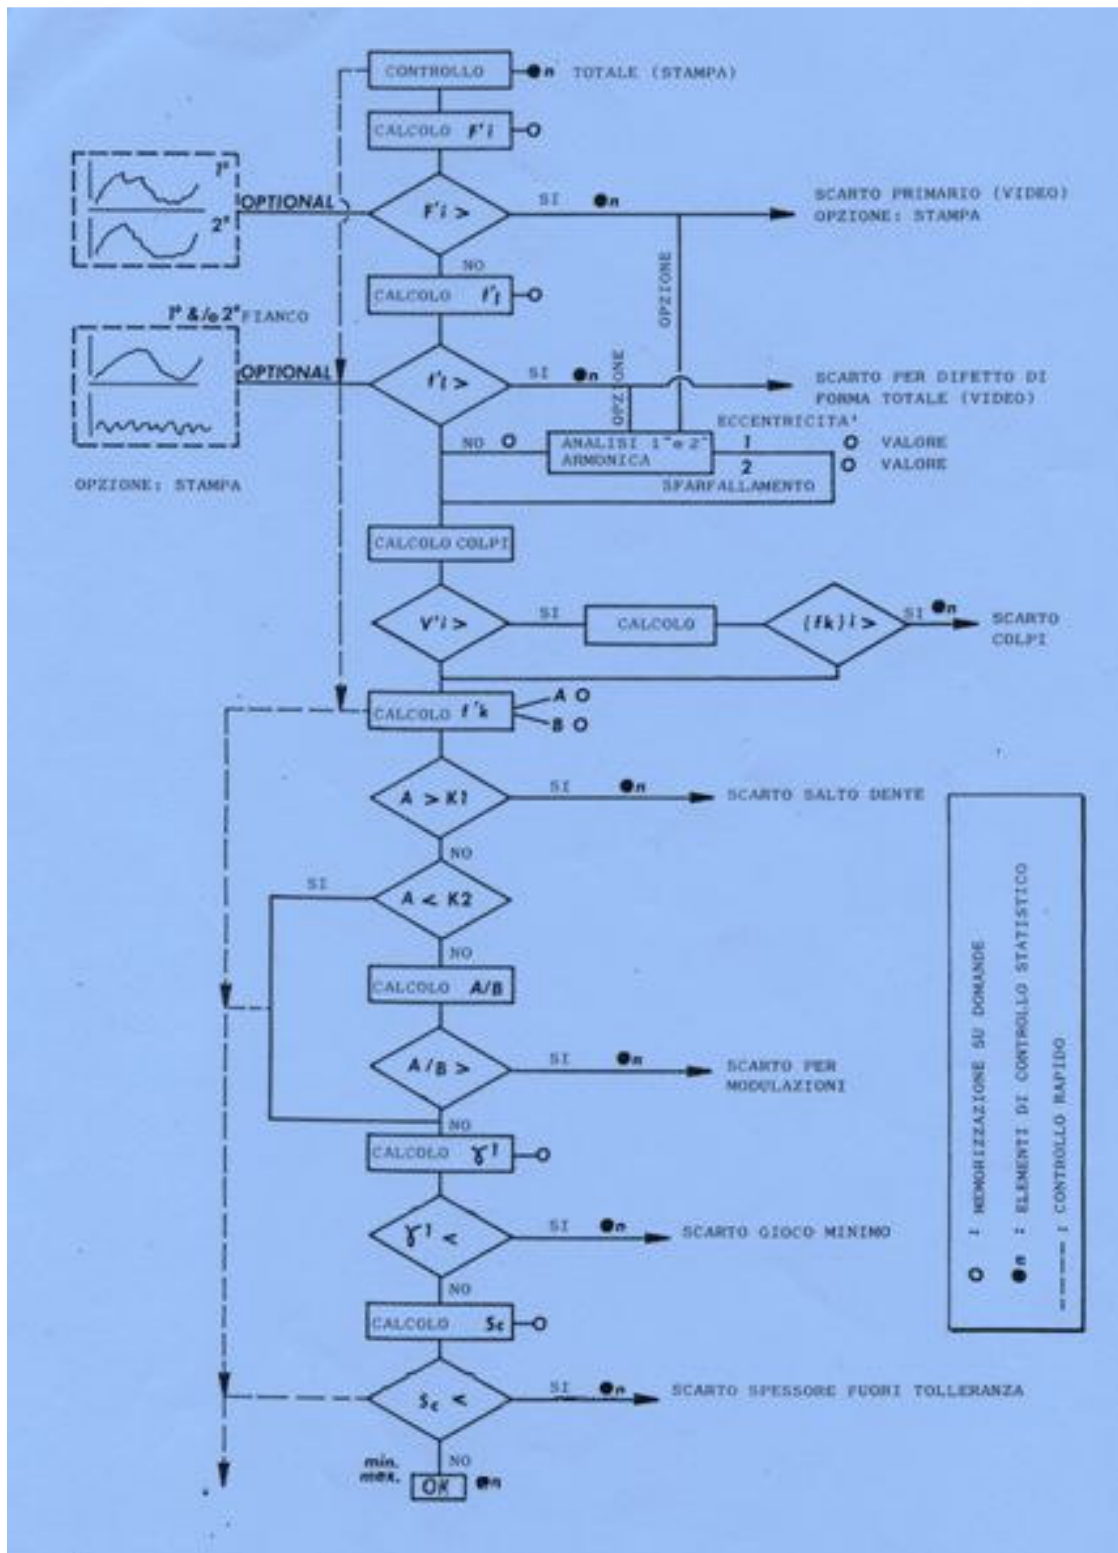 CONTROLLO n TOTALE (STAMPA)
CALCOLO F'i
1°
2°
OPTIONAL
F'i >
SI n
SCARTO PRIMARIO (VIDEO)
OPZIONE: STAMPA
NO
OPZIONE
CALCOLO f'i
1° &/o 2° FIANCO
OPTIONAL
f'i >
SI n
SCARTO PER DIFETTO DI
FORMA TOTALE (VIDEO)
OPZIONE
ECCENTRICITA'
NO
ANALISI 1ª e 2ª
ARMONICA
1
2
VALORE
VALORE
SFARFALLAMENTO
OPZIONE: STAMPA
CALCOLO COLPI
V'i >
SI
CALCOLO
(fk) i >
SI n
SCARTO
COLPI
CALCOLO f'k
A
B
A > K1
SI n
SCARTO SALTO DENTE
NO
SI
A < K2
NO
CALCOLO A/B
A/B >
SI n
SCARTO PER
MODULAZIONI
NO
CALCOLO
SI n
SCARTO GIOCO MINIMO
<
NO
CALCOLO Sc
Sc <
SI n
SCARTO SPESSORE FUORI TOLLERANZA
min.
max.
NO
OK n
: MEMORIZZAZIONE SU DOMANDE
n : ELEMENTI DI CONTROLLO STATISTICO
---- : CONTROLLO RAPIDO